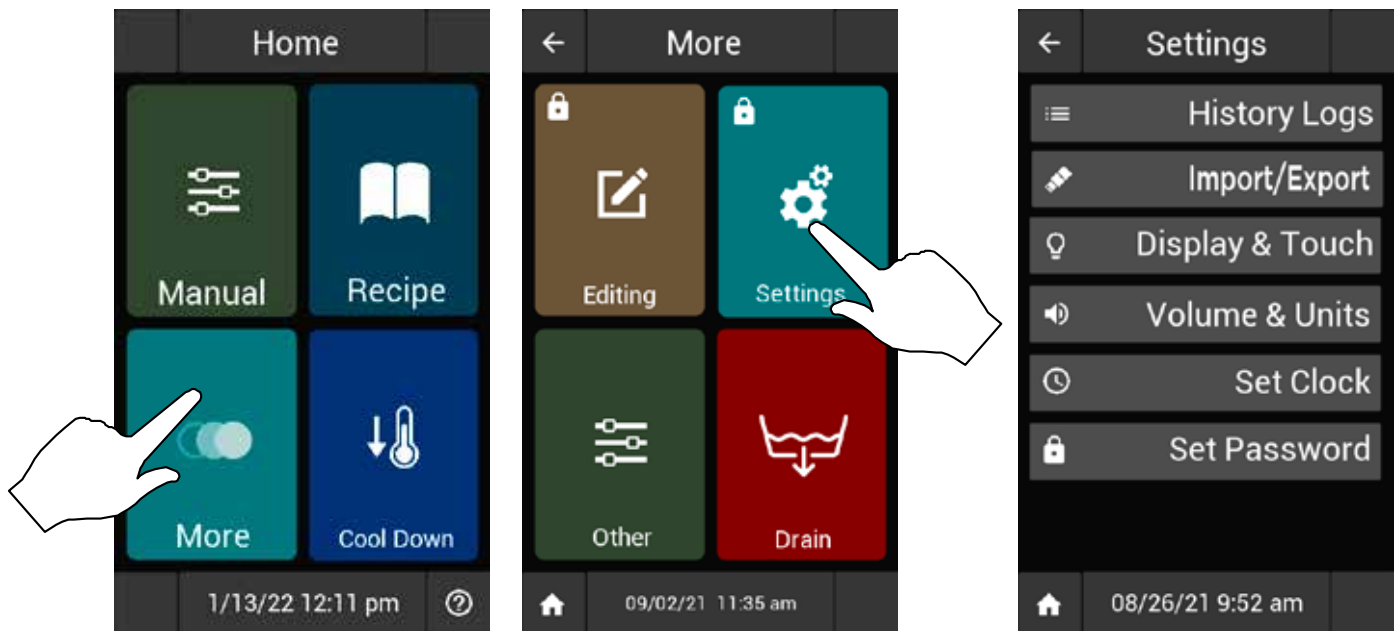 Home
Manual
Recipe
More
Cool Down
1/13/22 12:11 pm
More
Editing
Settings
Other
Drain
09/02/21 11:35 am
Settings
History Logs
Import/Export
Display & Touch
Volume & Units
Set Clock
Set Password
08/26/21 9:52 am